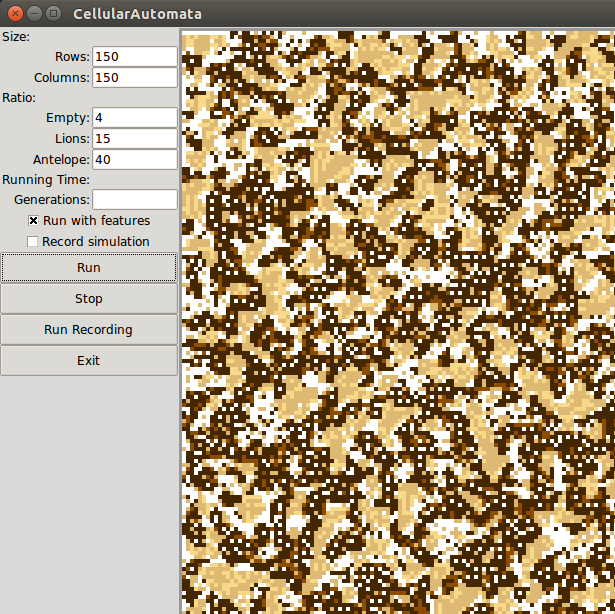 CellularAutomata
Size:
Rows: 150
Columns: 150
Ratio:
Empty: 4
Lions: 15
Antelope: 40
Running Time:
Generations:
Run with features
Record simulation
Run
Stop
Run Recording
Exit